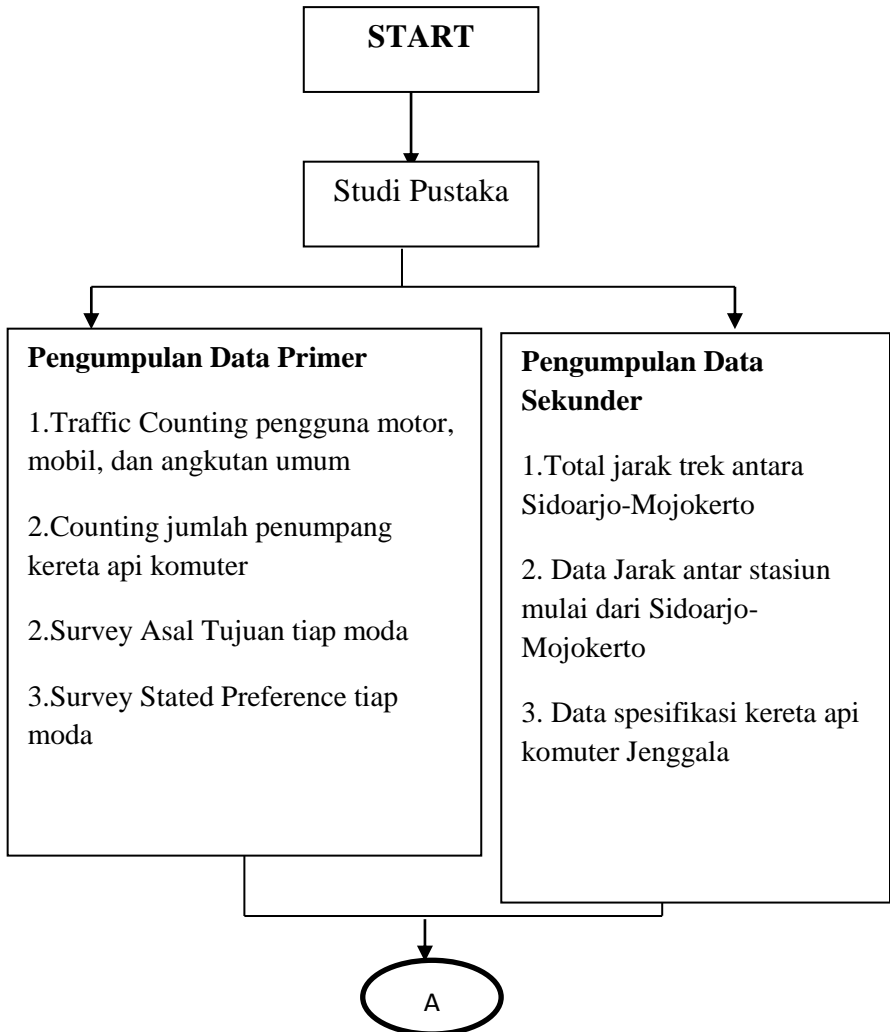 START
Studi Pustaka
Pengumpulan Data Primer
1.Traffic Counting pengguna motor,
mobil, dan angkutan umum
2.Counting jumlah penumpang
kereta api komuter
2.Survey Asal Tujuan tiap moda
3.Survey Stated Preference tiap
moda
Pengumpulan Data
Sekunder
1.Total jarak trek antara
Sidoarjo-Mojokerto
2. Data Jarak antar stasiun
mulai dari Sidoarjo-
Mojokerto
3. Data spesifikasi kereta api
komuter Jenggala
A